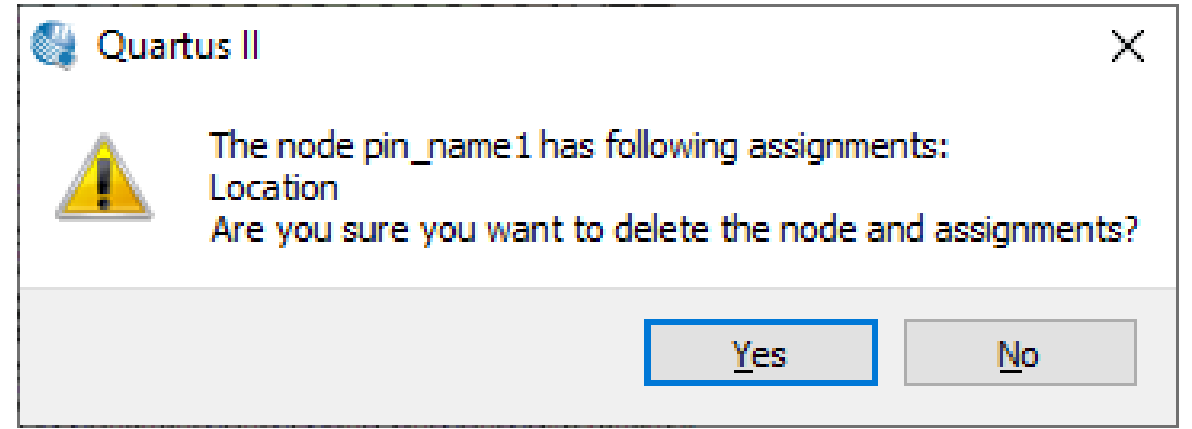 Quartus II
The node pin_name1 has following assignments:
Location
Are you sure you want to delete the node and assignments?
Yes
No